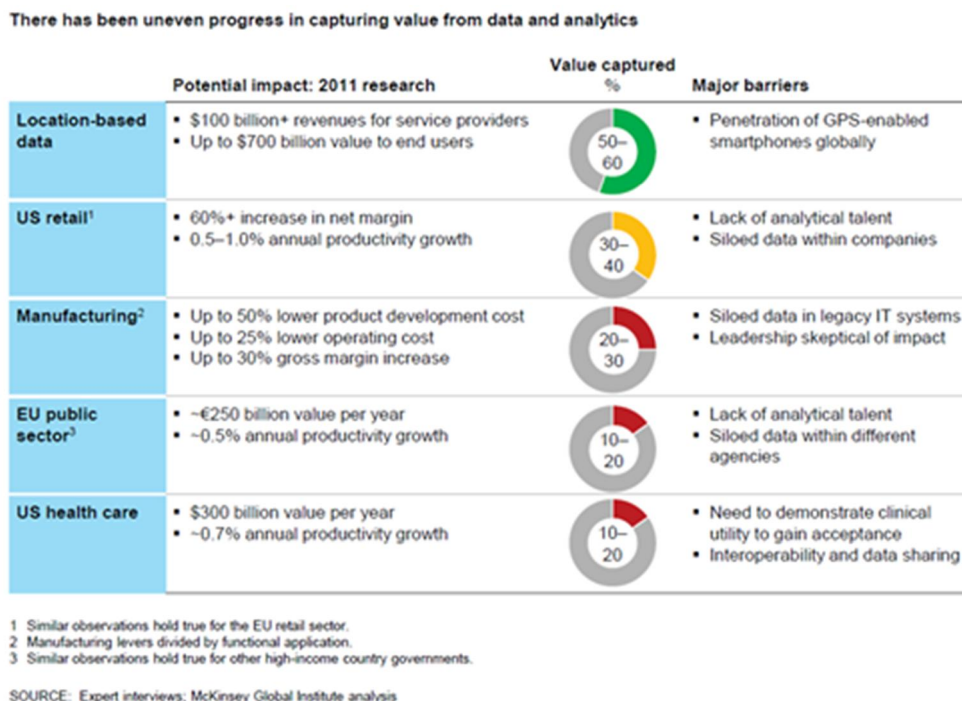 There has been uneven progress in capturing value from data and analytics
Potential impact: 2011 research
Value captured
%
Major barriers
Location-based
data
▪ $100 billion+ revenues for service providers
▪ Up to $700 billion value to end users
50–
60
▪ Penetration of GPS-enabled
smartphones globally
US retail¹
▪ 60%+ increase in net margin
▪ 0.5–1.0% annual productivity growth
30–
40
▪ Lack of analytical talent
▪ Siloed data within companies
Manufacturing²
▪ Up to 50% lower product development cost
▪ Up to 25% lower operating cost
▪ Up to 30% gross margin increase
20–
30
▪ Siloed data in legacy IT systems
▪ Leadership skeptical of impact
EU public
sector³
▪ ~€250 billion value per year
▪ ~0.5% annual productivity growth
10–
20
▪ Lack of analytical talent
▪ Siloed data within different
agencies
US health care
▪ $300 billion value per year
▪ ~0.7% annual productivity growth
10–
20
▪ Need to demonstrate clinical
utility to gain acceptance
▪ Interoperability and data sharing
1 Similar observations hold true for the EU retail sector.
2 Manufacturing levers divided by functional application.
3 Similar observations hold true for other high-income country governments.
SOURCE: Expert interviews; McKinsey Global Institute analysis